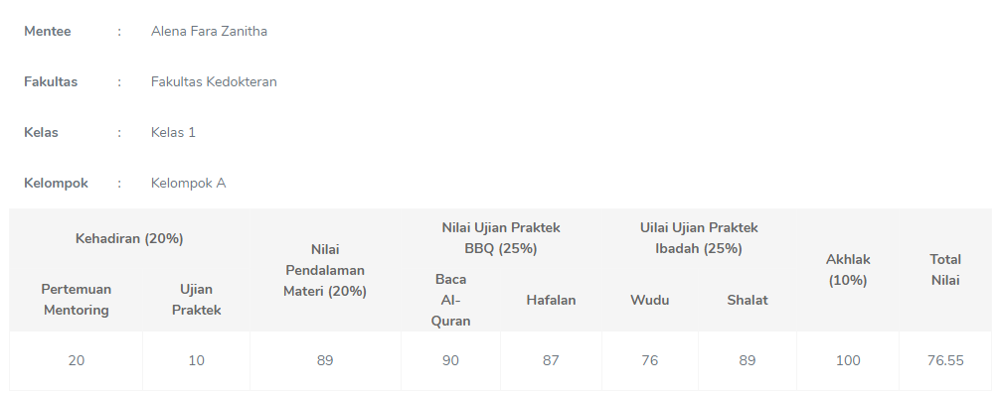 Mentee : Alena Fara Zanitha
Fakultas : Fakultas Kedokteran
Kelas : Kelas 1
Kelompok : Kelompok A
Kehadiran (20%)
Pertemuan
Mentoring
Ujian
Praktek
Nilai
Pendalaman
Materi (20%)
Nilai Ujian Praktek
BBQ (25%)
Baca
Al-
Quran
Hafalan
Uilai Ujian Praktek
Ibadah (25%)
Wudu
Shalat
Akhlak
(10%)
Total
Nilai
20 10 89 90 87 76 89 100 76.55